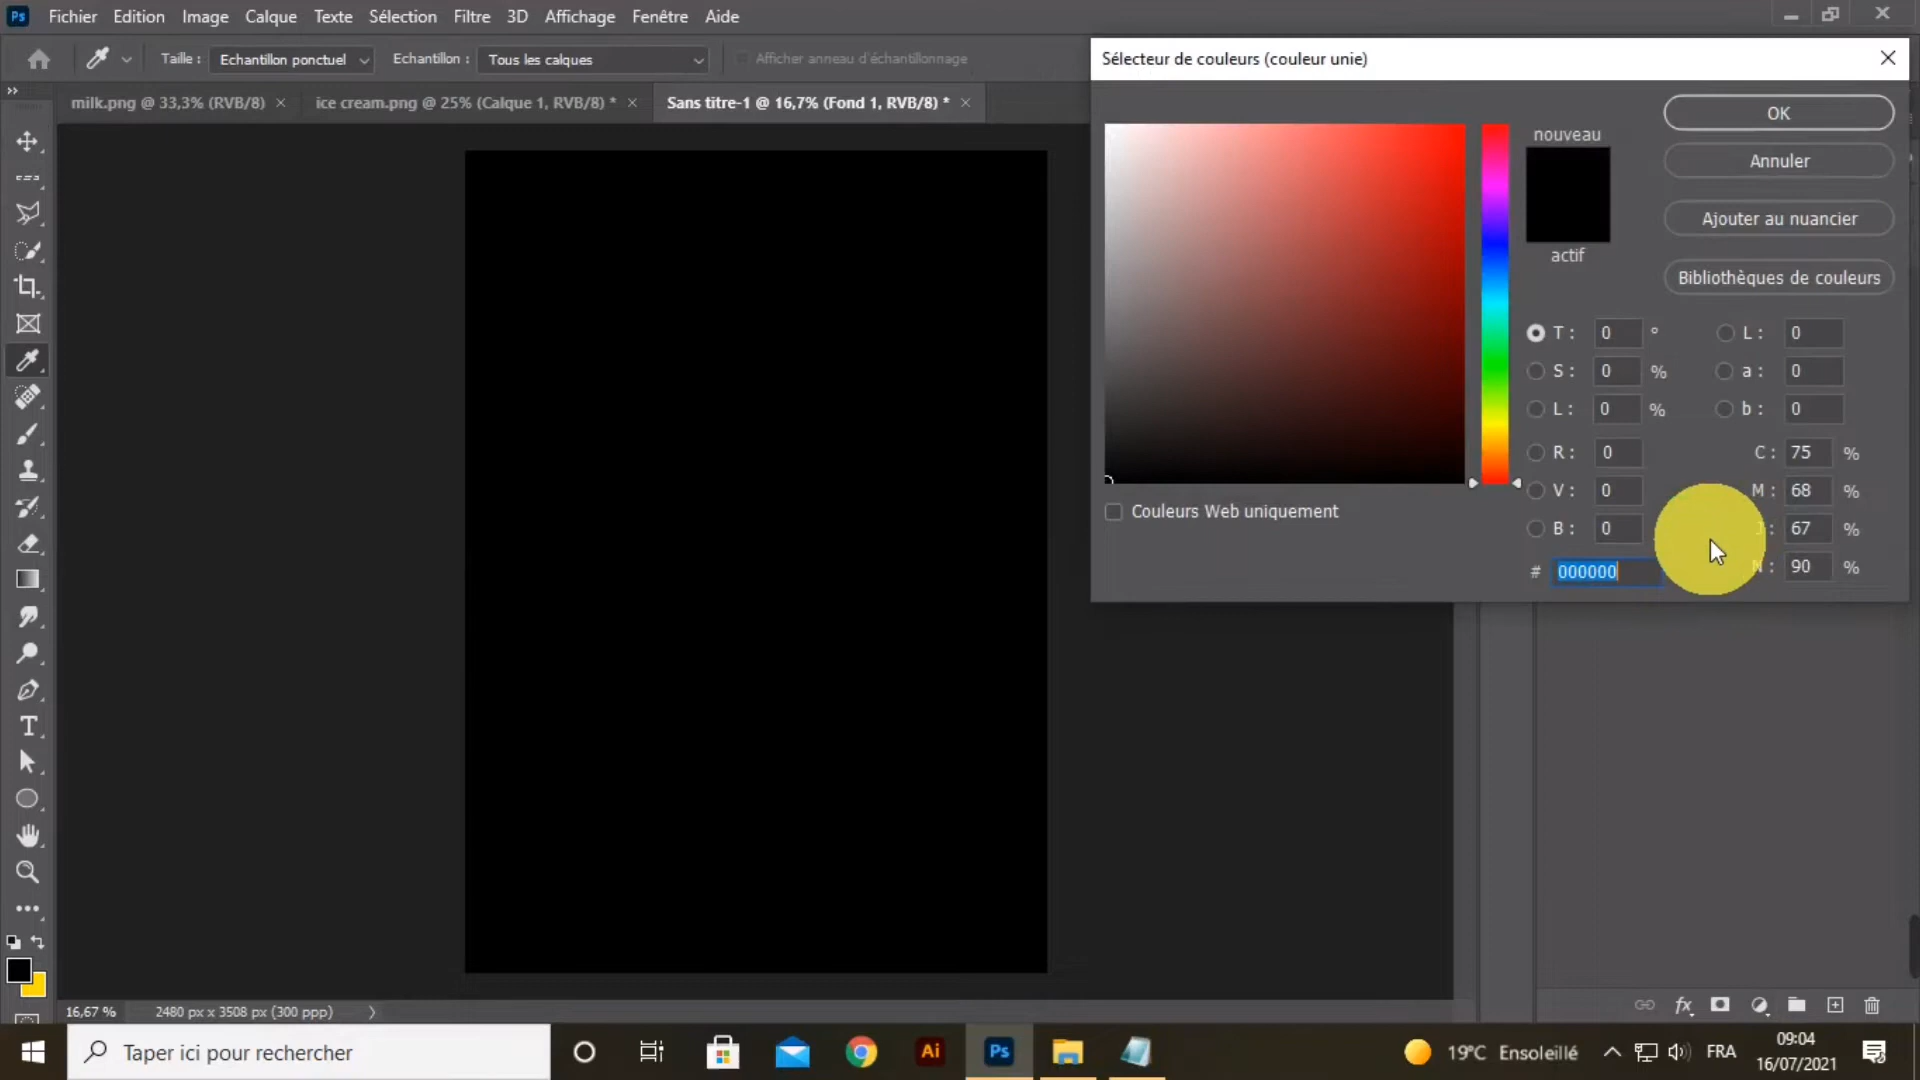 Ps Fichier Edition Image Calque Texte Sélection Filtre 3D Affichage Fenêtre Aide
Taille : Echantillon ponctuel Echantillon : Tous les calques Afficher anneau d'échantillonnage
milk.png @ 33,3% (RVB/8) ice cream.png @ 25% (Calque 1, RVB/8) * Sans titre-1 @ 16,7% (Fond 1, RVB/8) *
Sélecteur de couleurs (couleur unie)
nouveau
actif
OK
Annuler
Ajouter au nuancier
Bibliothèques de couleurs
T : 0 ° L : 0
S : 0 % a : 0
L : 0 % b : 0
R : 0 C : 75 %
V : 0 M : 68 %
B : 0 J : 67 %
# 000000 N : 90 %
Couleurs Web uniquement
T
fx
16,67 % 2480 px x 3508 px (300 ppp)
Taper ici pour rechercher
Ai
Ps
19°C Ensoleillé
FRA
09:04
16/07/2021